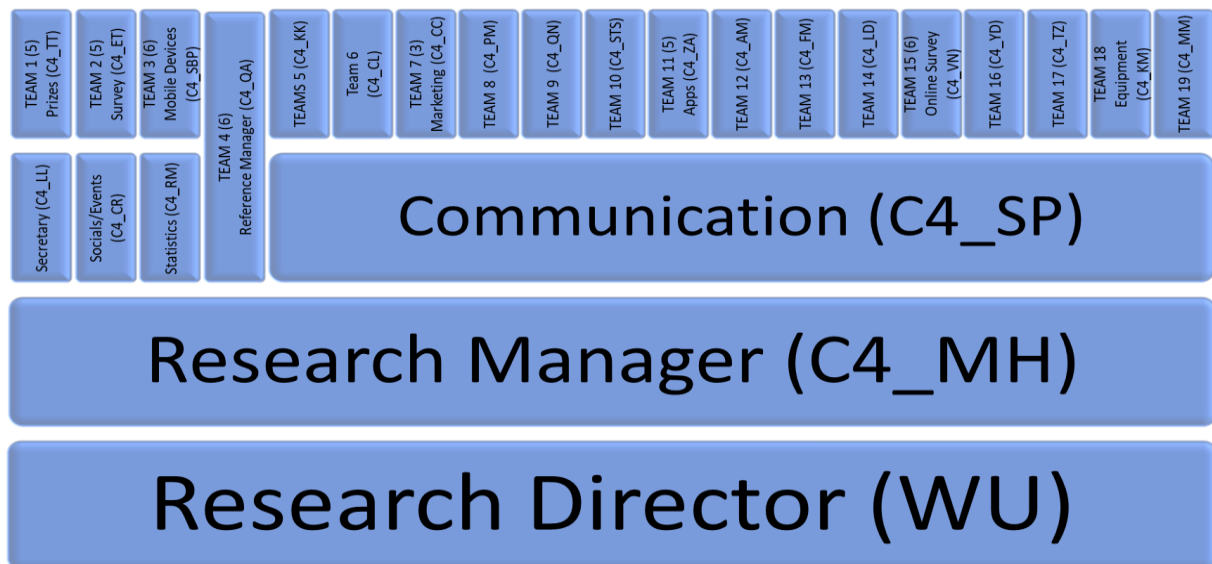 TEAM 1 (5)
Prizes (C4_TT)
TEAM 2 (5)
Survey (C4_ET)
TEAM 3 (6)
Mobile Devices
(C4_SBP)
TEAM 4 (6)
Reference Manager (C4_QA)
TEAMS 5 (C4_KK)
Team 6
(C4_CL)
TEAM 7 (3)
Marketing (C4_CC)
TEAM 8 (C4_PM)
TEAM 9 (C4_QN)
TEAM 10 (C4_STS)
TEAM 11 (5)
Apps (C4_ZA)
TEAM 12 (C4_AM)
TEAM 13 (C4_FM)
TEAM 14 (C4_LD)
TEAM 15 (6)
Online Survey
(C4_VN)
TEAM 16 (C4_YD)
TEAM 17 (C4_TZ)
TEAM 18
Equipment
(C4_KM)
TEAM 19 (C4_MM)
Secretary (C4_LL)
Socials/Events
(C4_CR)
Statistics (C4_RM)
Communication (C4_SP)
Research Manager (C4_MH)
Research Director (WU)